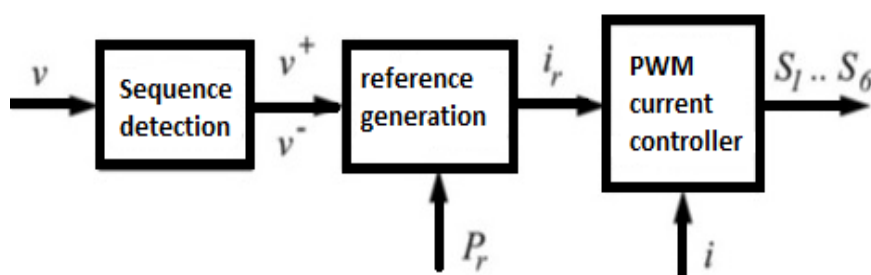 v
Sequence
detection
v+
v-
reference
generation
Pr
ir
PWM
current
controller
i
S1 .. S6